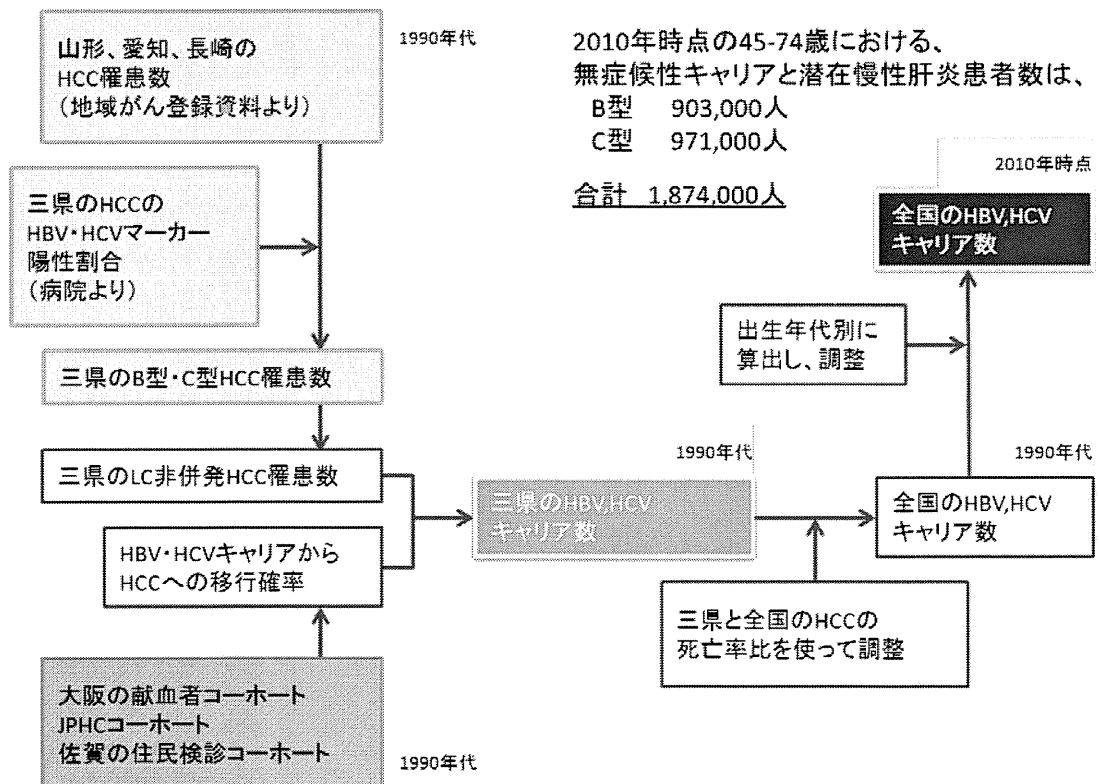 山形、愛知、長崎の
HCC罹患数
（地域がん登録資料より）
1990年代
2010年時点の45-74歳における、
無症候性キャリアと潜在慢性肝炎患者数は、
B型 903,000人
C型 971,000人
合計 1,874,000人
三県のHCCの
HBV・HCVマーカー
陽性割合
（病院より）
2010年時点
全国のHBV,HCV
キャリア数
出生年代別に
算出し、調整
三県のB型・C型HCC罹患数
三県のLC非併発HCC罹患数
HBV・HCVキャリアから
HCCへの移行確率
1990年代
三県のHBV,HCV
キャリア数
1990年代
全国のHBV,HCV
キャリア数
三県と全国のHCCの
死亡率比を使って調整
大阪の献血者コーホート
JPHCコーホート
佐賀の住民検診コーホート
1990年代